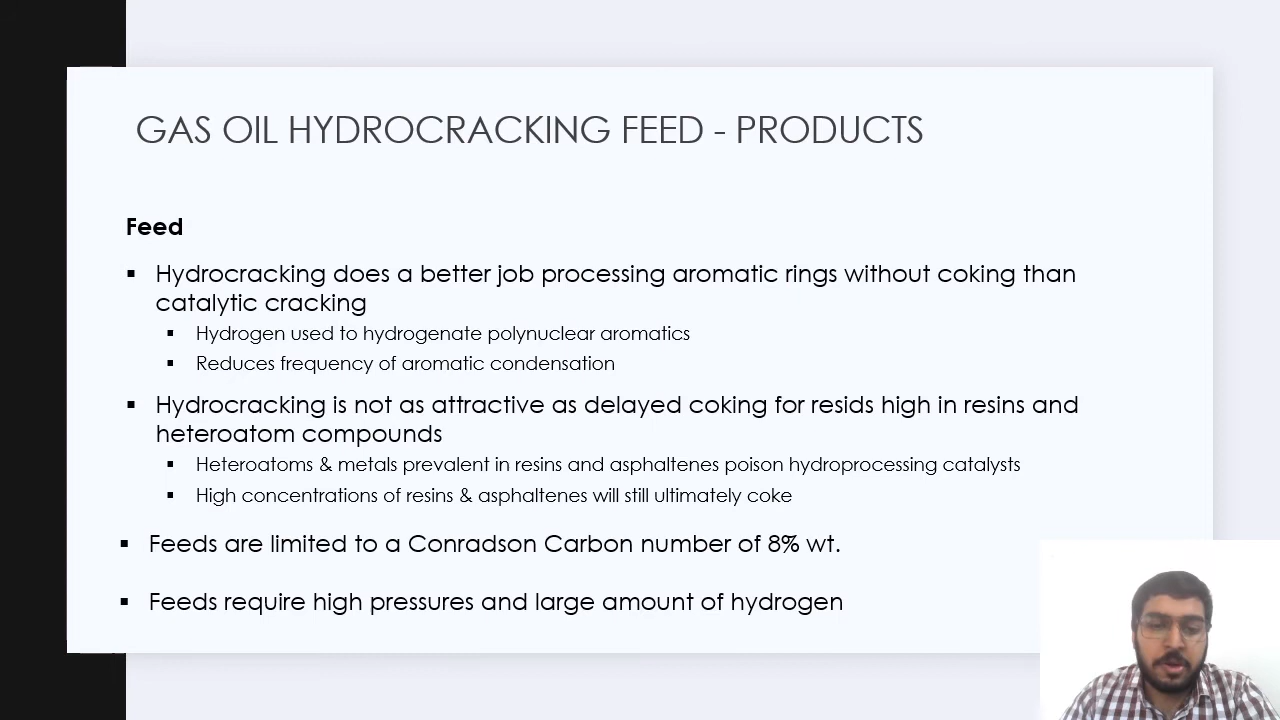 GAS OIL HYDROCRACKING FEED - PRODUCTS
Feed
▪ Hydrocracking does a better job processing aromatic rings without coking than
catalytic cracking
▪ Hydrogen used to hydrogenate polynuclear aromatics
▪ Reduces frequency of aromatic condensation
▪ Hydrocracking is not as attractive as delayed coking for resids high in resins and
heteroatom compounds
▪ Heteroatoms & metals prevalent in resins and asphaltenes poison hydroprocessing catalysts
▪ High concentrations of resins & asphaltenes will still ultimately coke
▪ Feeds are limited to a Conradson Carbon number of 8% wt.
▪ Feeds require high pressures and large amount of hydrogen